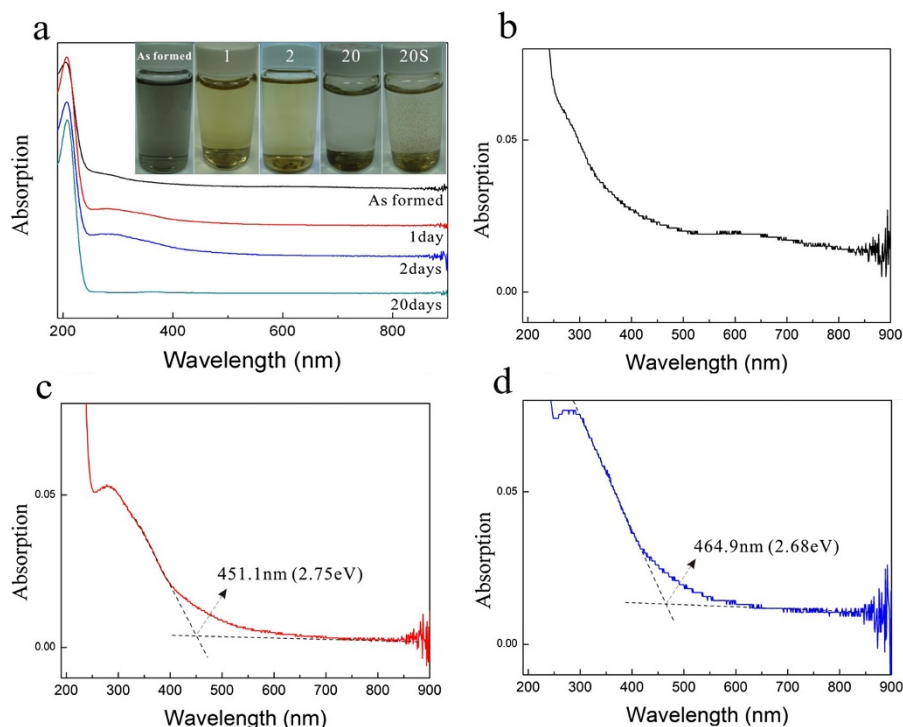 a
As formed 1 2 20 20S
As formed
1day
2days
20days
Absorption
200 400 600 800
Wavelength (nm)
b
0.05
0.00
Absorption
200 300 400 500 600 700 800 900
Wavelength (nm)
c
0.05
0.00
Absorption
451.1nm (2.75eV)
200 300 400 500 600 700 800 900
Wavelength (nm)
d
0.05
0.00
Absorption
464.9nm (2.68eV)
200 300 400 500 600 700 800 900
Wavelength (nm)